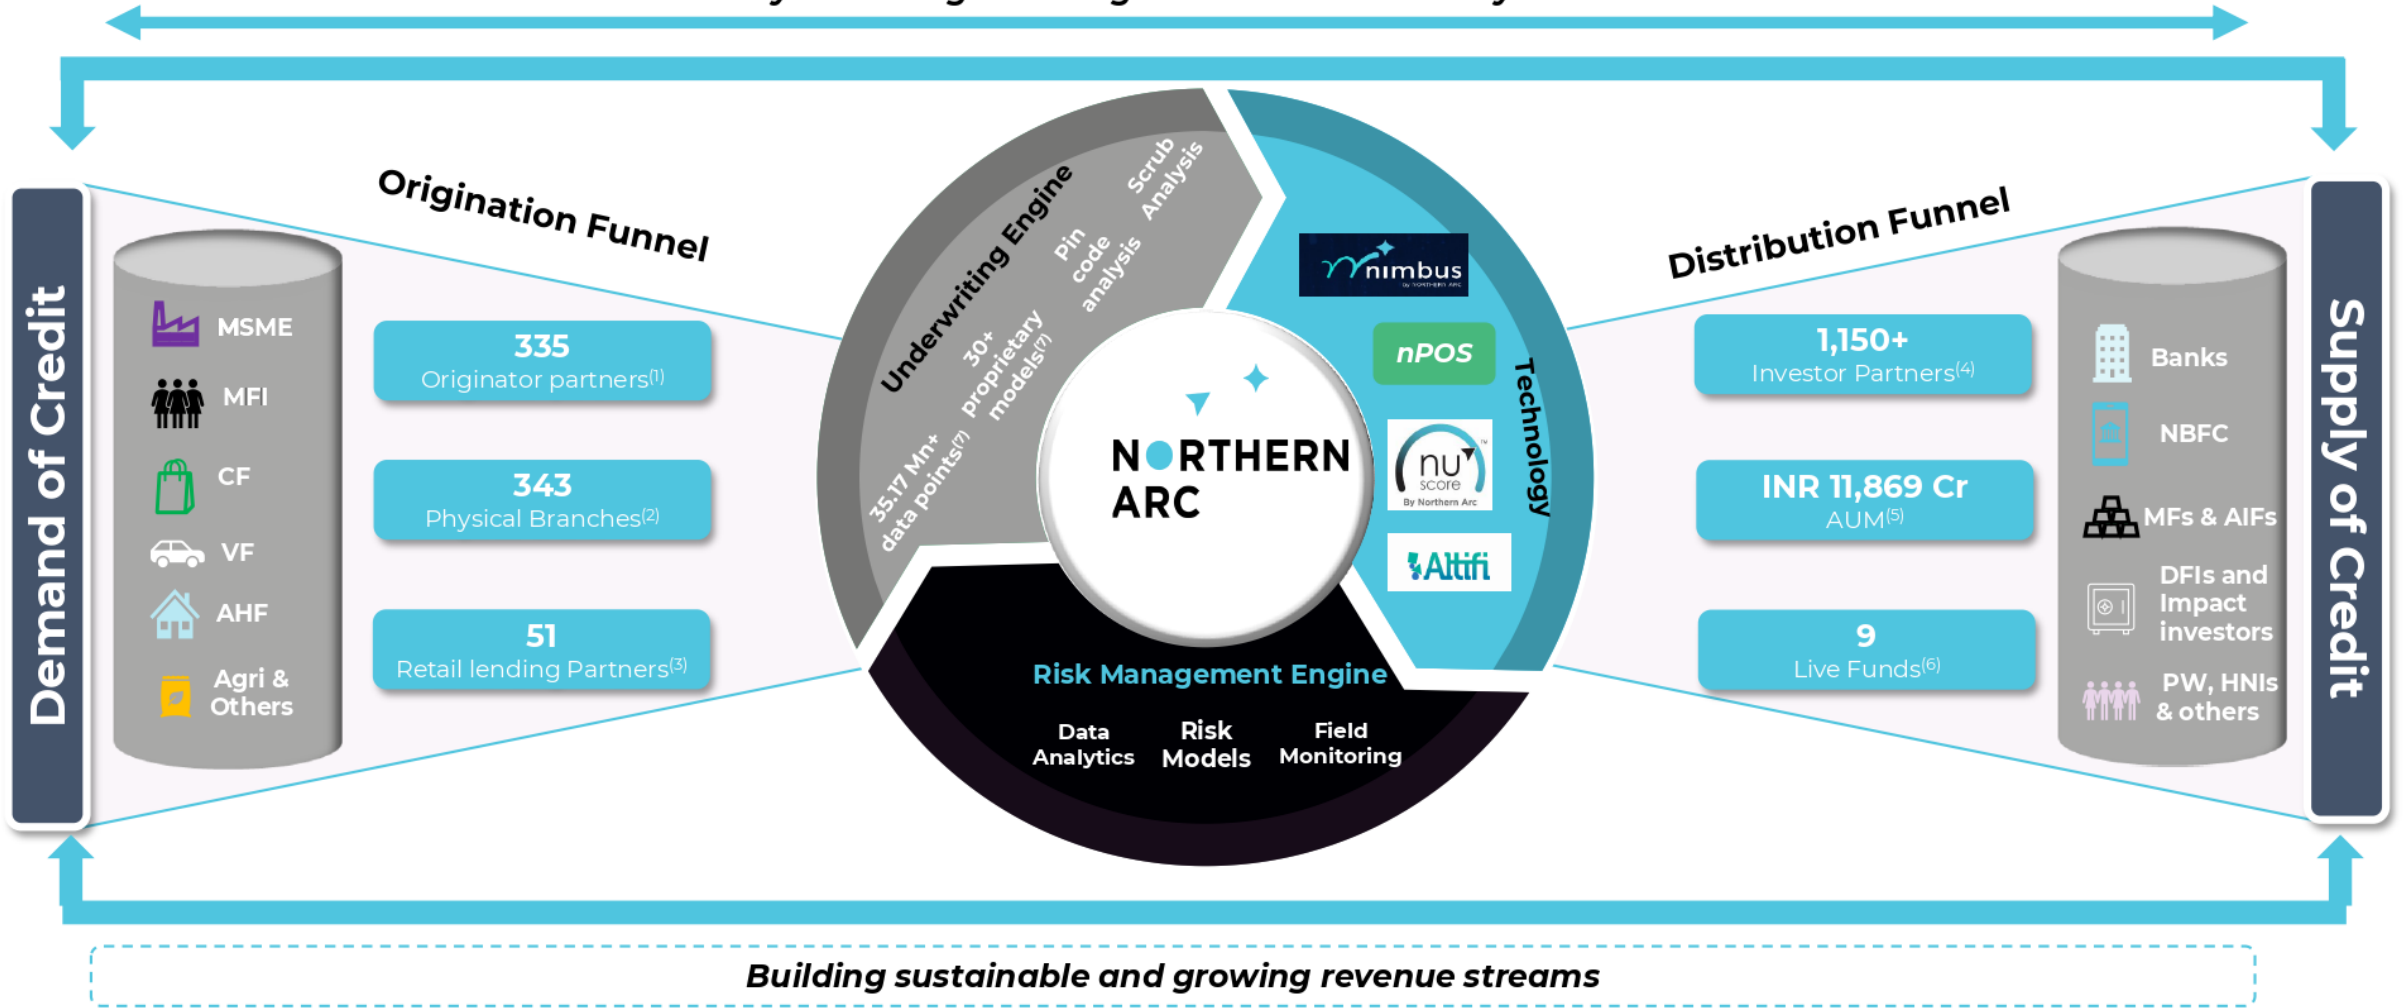 Origination Funnel
Distribution Funnel
Demand of Credit
MSME
MFI
CF
VF
AHF
Agri &
Others
335
Originator partners(1)
343
Physical Branches(2)
51
Retail lending Partners(3)
Underwriting Engine
Scrub
Analysis
Pin
code
analysis
30+
proprietary
models(7)
35.17 Mn+
data points(7)
NORTHERN
ARC
Technology
nimbus
BY NORTHERN ARC
nPOS
nu
score
TM
By Northern Arc
Altifi
Risk Management Engine
Data
Analytics
Risk
Models
Field
Monitoring
1,150+
Investor Partners(4)
INR 11,869 Cr
AUM(5)
9
Live Funds(6)
Banks
NBFC
MFs & AIFs
DFIs and
Impact
investors
PW, HNIs
& others
Supply of Credit
Building sustainable and growing revenue streams